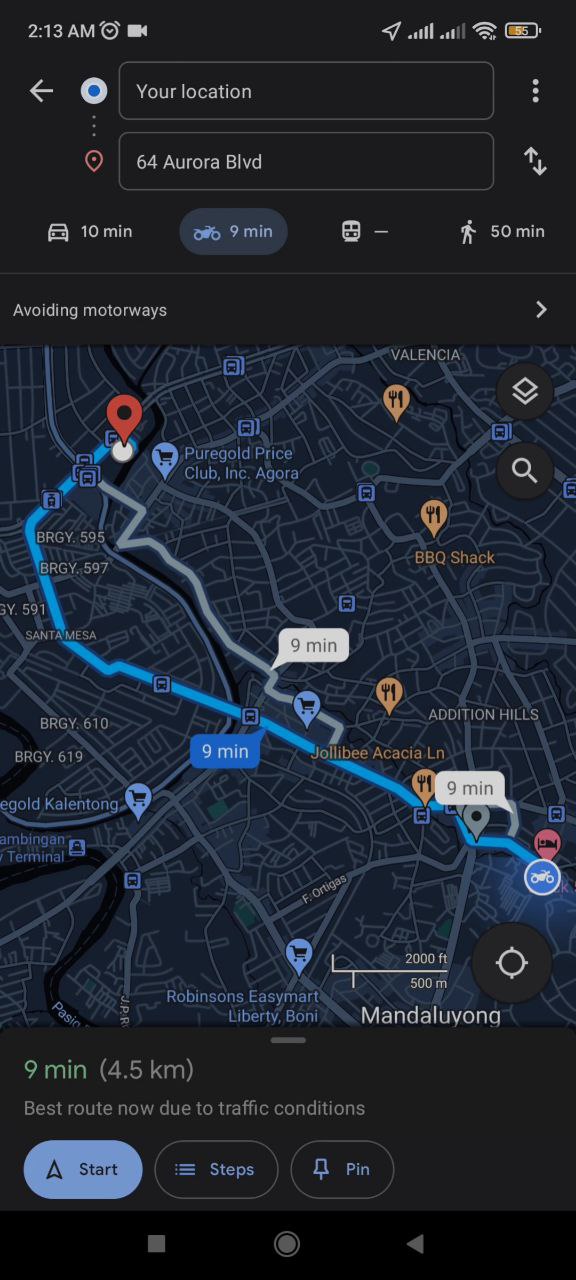 2:13 AM
55
Your location
64 Aurora Blvd
10 min
9 min
—
50 min
Avoiding motorways
VALENCIA
Puregold Price
Club, Inc. Agora
BRGY. 595
BBQ Shack
BRGY. 597
GY. 591
SANTA MESA
9 min
ADDITION HILLS
BRGY. 610
9 min
Jollibee Acacia Ln
BRGY. 619
9 min
egold Kalentong
ambingan
y Terminal
F. Ortigas
2000 ft
500 m
Robinsons Easymart
Liberty, Boni
Mandaluyong
Pasig
J.P.R
9 min (4.5 km)
Best route now due to traffic conditions
Start
Steps
Pin